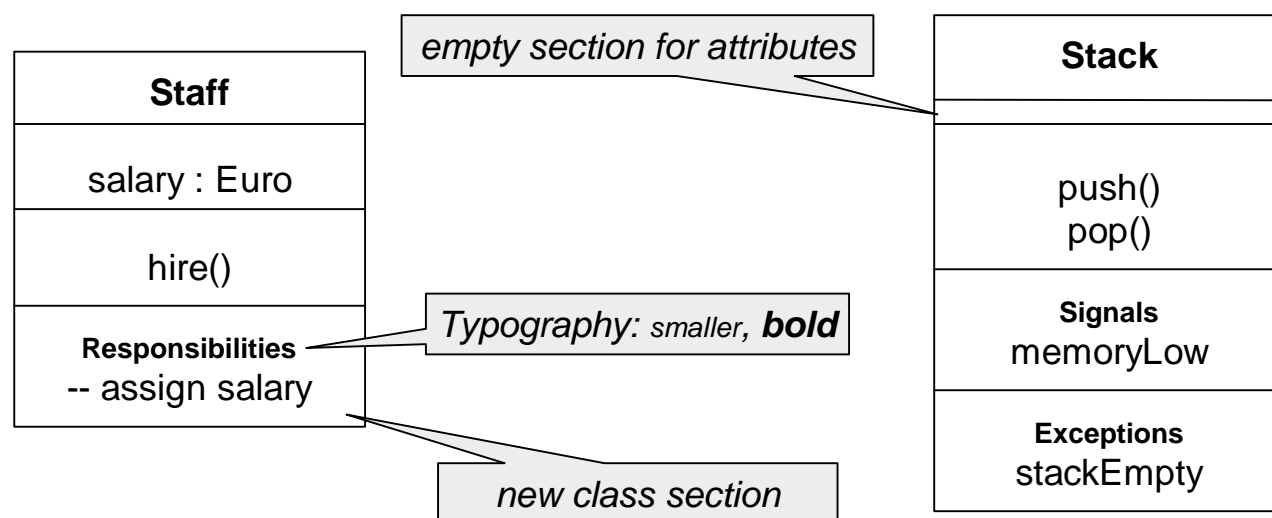 empty section for attributes
Staff
salary : Euro
hire()
Responsibilities
-- assign salary
Typography: smaller, bold
new class section
Stack
push()
pop()
Signals
memoryLow
Exceptions
stackEmpty